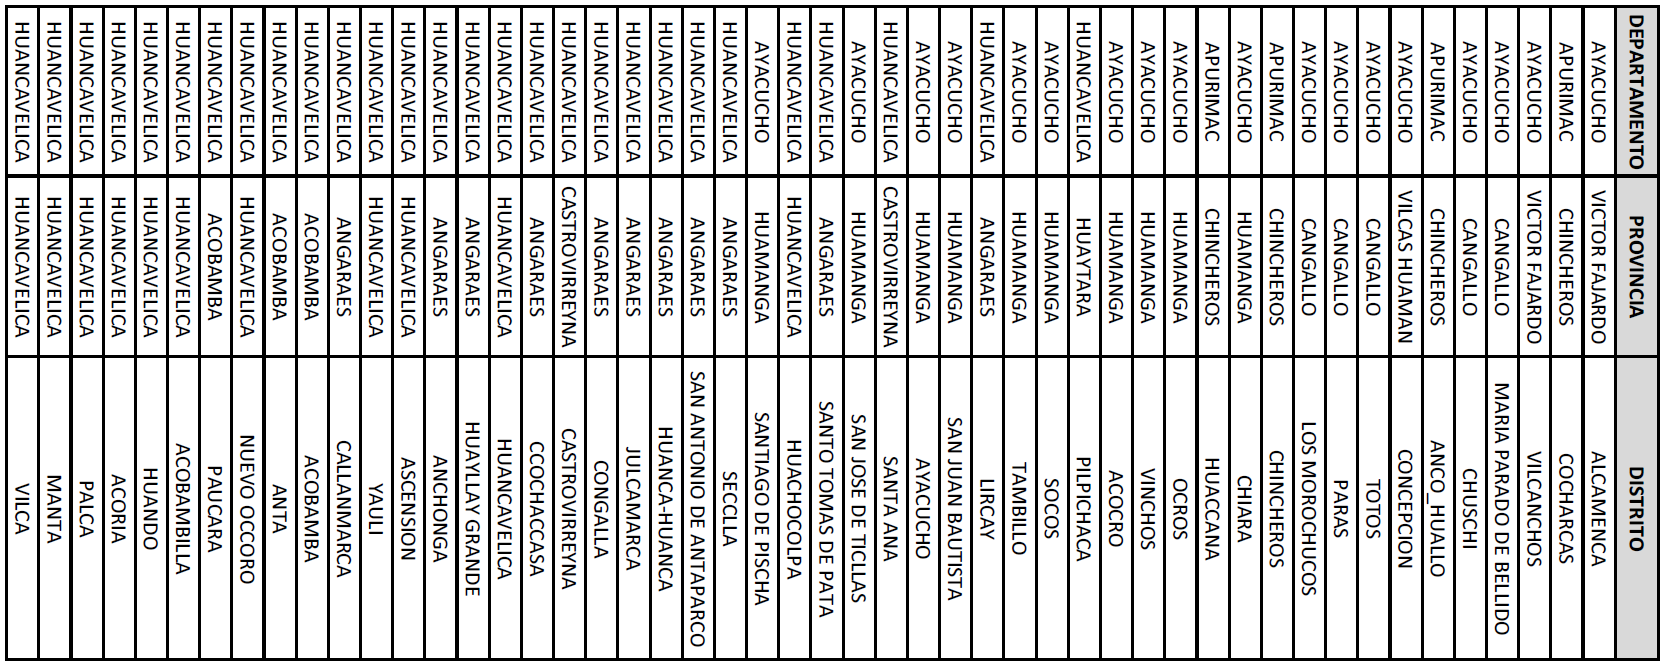 DEPARTAMENTO PROVINCIA DISTRITO
AYACUCHO VICTOR FAJARDO ALCAMENCA
APURIMAC CHINCHEROS COCHARCAS
AYACUCHO VICTOR FAJARDO VILCANCHOS
AYACUCHO CANGALLO MARIA PARADO DE BELLIDO
AYACUCHO CANGALLO CHUSCHI
APURIMAC CHINCHEROS ANCO_HUALLO
AYACUCHO VILCAS HUAMAN CONCEPCION
AYACUCHO CANGALLO TOTOS
AYACUCHO CANGALLO PARAS
AYACUCHO CANGALLO LOS MOROCHUCOS
APURIMAC CHINCHEROS CHINCHEROS
AYACUCHO HUAMANGA CHIARA
APURIMAC CHINCHEROS HUACCANA
AYACUCHO HUAMANGA OCROS
AYACUCHO HUAMANGA VINCHOS
AYACUCHO HUAMANGA ACOCRO
HUANCAVELICA HUAYTARA PILPICHACA
AYACUCHO HUAMANGA SOCOS
AYACUCHO HUAMANGA TAMBILLO
HUANCAVELICA ANGARAES LIRCAY
AYACUCHO HUAMANGA SAN JUAN BAUTISTA
AYACUCHO HUAMANGA AYACUCHO
HUANCAVELICA CASTROVIRREYNA SANTA ANA
AYACUCHO HUAMANGA SAN JOSE DE TICLLAS
HUANCAVELICA ANGARAES SANTO TOMAS DE PATA
HUANCAVELICA HUANCAVELICA HUACHOCOLPA
AYACUCHO HUAMANGA SANTIAGO DE PISCHA
HUANCAVELICA ANGARAES SECCLLA
HUANCAVELICA ANGARAES SAN ANTONIO DE ANTAPARCO
HUANCAVELICA ANGARAES HUANCA-HUANCA
HUANCAVELICA ANGARAES JULCAMARCA
HUANCAVELICA ANGARAES CONGALLA
HUANCAVELICA CASTROVIRREYNA CASTROVIRREYNA
HUANCAVELICA ANGARAES CCOCHACCASA
HUANCAVELICA HUANCAVELICA HUANCAVELICA
HUANCAVELICA ANGARAES HUAYLLAY GRANDE
HUANCAVELICA ANGARAES ANCHONGA
HUANCAVELICA HUANCAVELICA ASCENSION
HUANCAVELICA HUANCAVELICA YAULI
HUANCAVELICA ANGARAES CALLANMARCA
HUANCAVELICA ACOBAMBA ACOBAMBA
HUANCAVELICA ACOBAMBA ANTA
HUANCAVELICA HUANCAVELICA NUEVO OCCORO
HUANCAVELICA ACOBAMBA PAUCARA
HUANCAVELICA HUANCAVELICA ACOBAMBILLA
HUANCAVELICA HUANCAVELICA HUANDO
HUANCAVELICA HUANCAVELICA ACORIA
HUANCAVELICA HUANCAVELICA PALCA
HUANCAVELICA HUANCAVELICA MANTA
HUANCAVELICA HUANCAVELICA VILCA